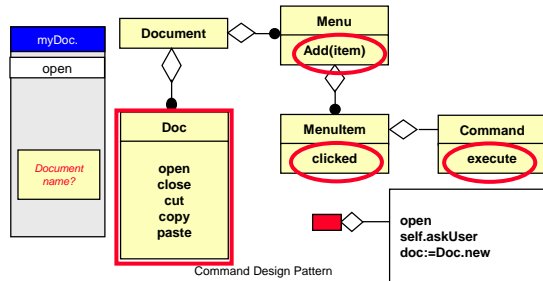 myDoc.
open
Document
name?
Document
Menu
Add(item)
Doc
open
close
cut
copy
paste
MenuItem
clicked
Command
execute
open
self.askUser
doc:=Doc.new
Command Design Pattern